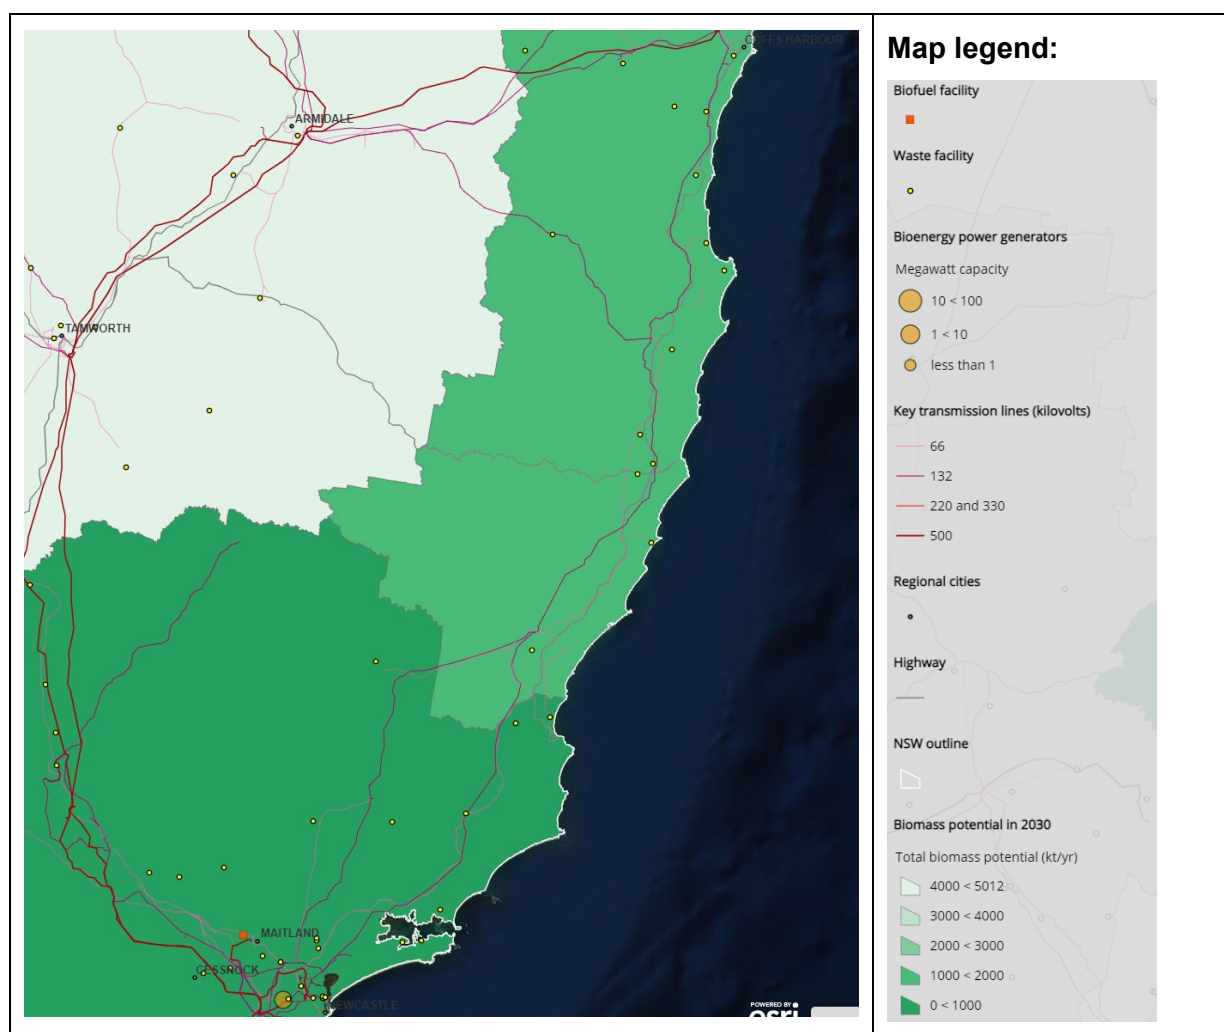 COFFS HARBOUR
ARMIDALE
TAMWORTH
MAITLAND
CESSNOCK
NEWCASTLE
POWERED BY
esri
Map legend:
Biofuel facility
Waste facility
Bioenergy power generators
Megawatt capacity
10 < 100
1 < 10
less than 1
Key transmission lines (kilovolts)
66
132
220 and 330
500
Regional cities
Highway
NSW outline
Biomass potential in 2030
Total biomass potential (kt/yr)
4000 < 5012
3000 < 4000
2000 < 3000
1000 < 2000
0 < 1000